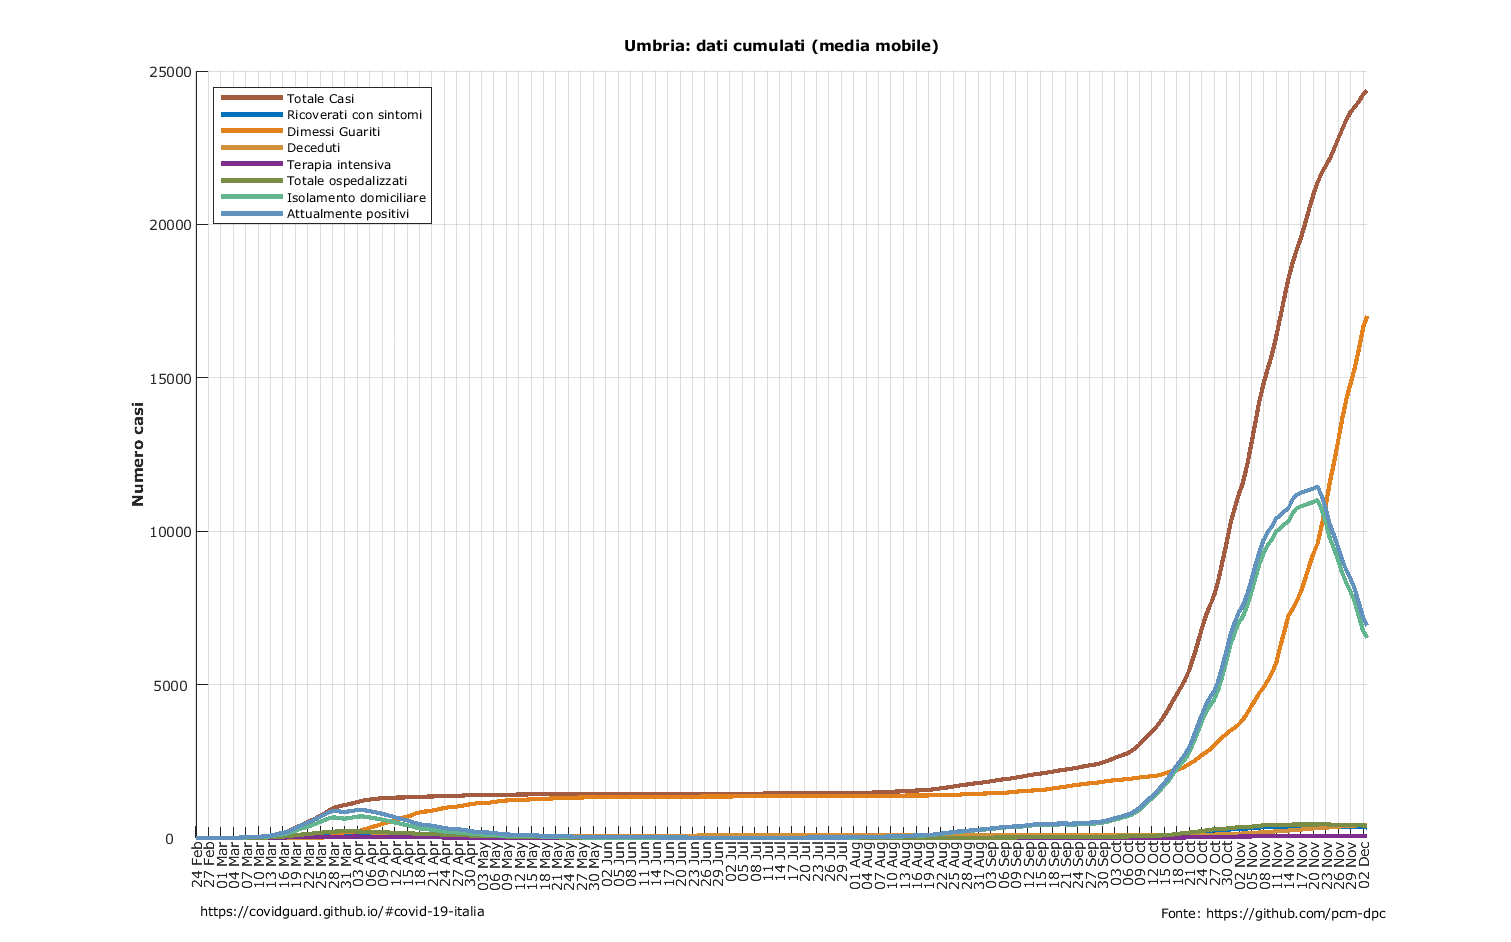 Umbria: dati cumulati (media mobile)
25000
20000
15000
10000
5000
0
Numero casi
Totale Casi
Ricoverati con sintomi
Dimessi Guariti
Deceduti
Terapia intensiva
Totale ospedalizzati
Isolamento domiciliare
Attualmente positivi
24 Feb
27 Feb
01 Mar
04 Mar
07 Mar
10 Mar
13 Mar
16 Mar
19 Mar
22 Mar
25 Mar
28 Mar
31 Mar
03 Apr
06 Apr
09 Apr
12 Apr
15 Apr
18 Apr
21 Apr
24 Apr
27 Apr
30 Apr
03 May
06 May
09 May
12 May
15 May
18 May
21 May
24 May
27 May
30 May
02 Jun
05 Jun
08 Jun
11 Jun
14 Jun
17 Jun
20 Jun
23 Jun
26 Jun
29 Jun
02 Jul
05 Jul
08 Jul
11 Jul
14 Jul
17 Jul
20 Jul
23 Jul
26 Jul
29 Jul
01 Aug
04 Aug
07 Aug
10 Aug
13 Aug
16 Aug
19 Aug
22 Aug
25 Aug
28 Aug
31 Aug
03 Sep
06 Sep
09 Sep
12 Sep
15 Sep
18 Sep
21 Sep
24 Sep
27 Sep
30 Sep
03 Oct
06 Oct
09 Oct
12 Oct
15 Oct
18 Oct
21 Oct
24 Oct
27 Oct
30 Oct
02 Nov
05 Nov
08 Nov
11 Nov
14 Nov
17 Nov
20 Nov
23 Nov
26 Nov
29 Nov
02 Dec
https://covidguard.github.io/#covid-19-italia
Fonte: https://github.com/pcm-dpc